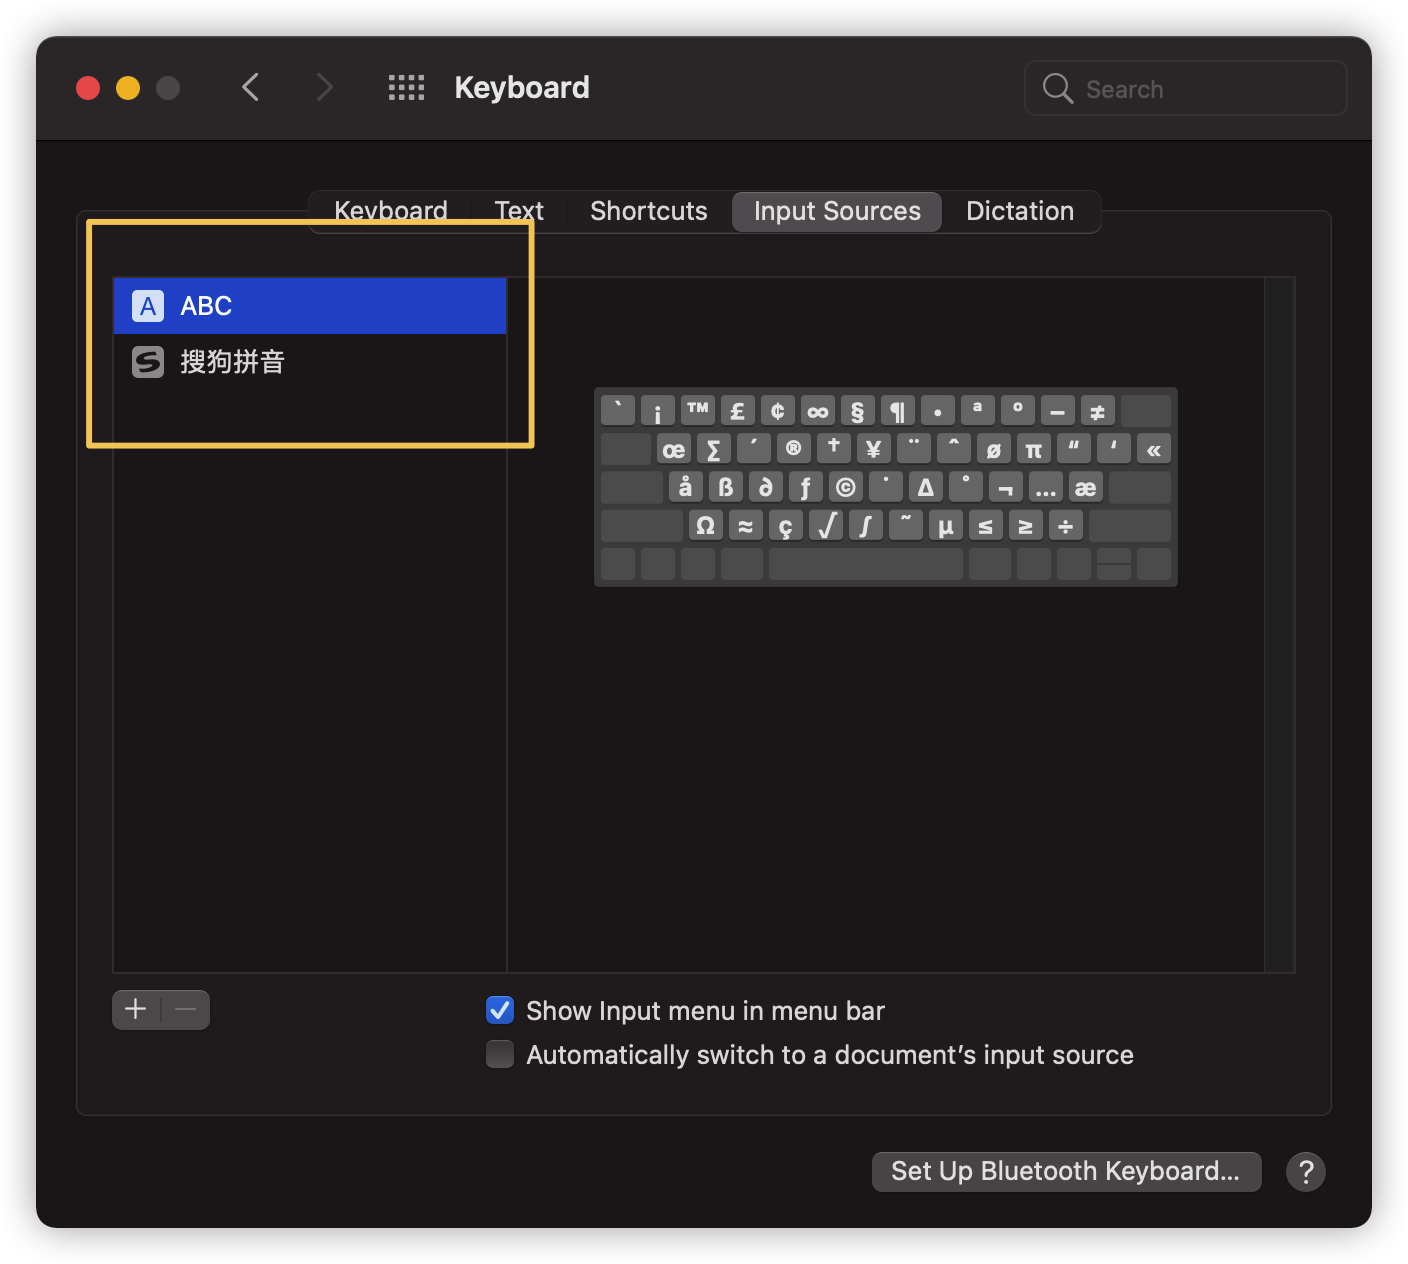 Keyboard
Search
Keyboard Text Shortcuts Input Sources Dictation
A ABC
S 搜狗拼音
` ¡ ™ £ ¢ ∞ § ¶ • ª º – ≠
œ ∑ ´ ® † ¥ ¨ ˆ ø π “ ‘ «
å ß ∂ ƒ © ˙ ∆ ˚ ¬ … æ
Ω ≈ ç √ ∫ ˜ µ ≤ ≥ ÷
+ −
Show Input menu in menu bar
Automatically switch to a document’s input source
Set Up Bluetooth Keyboard... ?